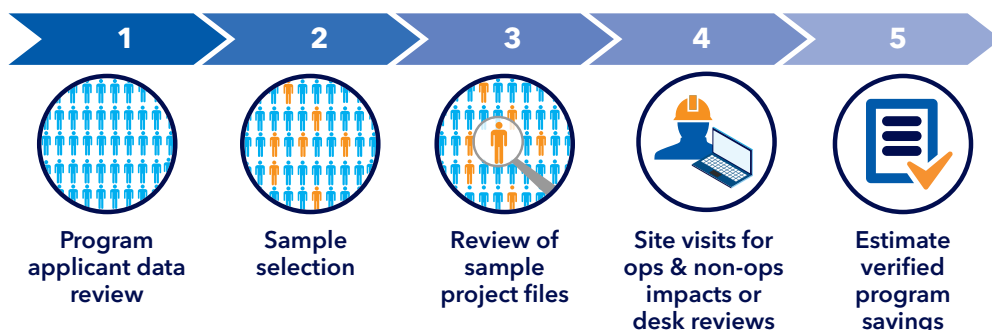 1
2
3
4
5
Program
applicant data
review
Sample
selection
Review of
sample
project files
Site visits for
ops & non-ops
impacts or
desk reviews
Estimate
verified
program
savings